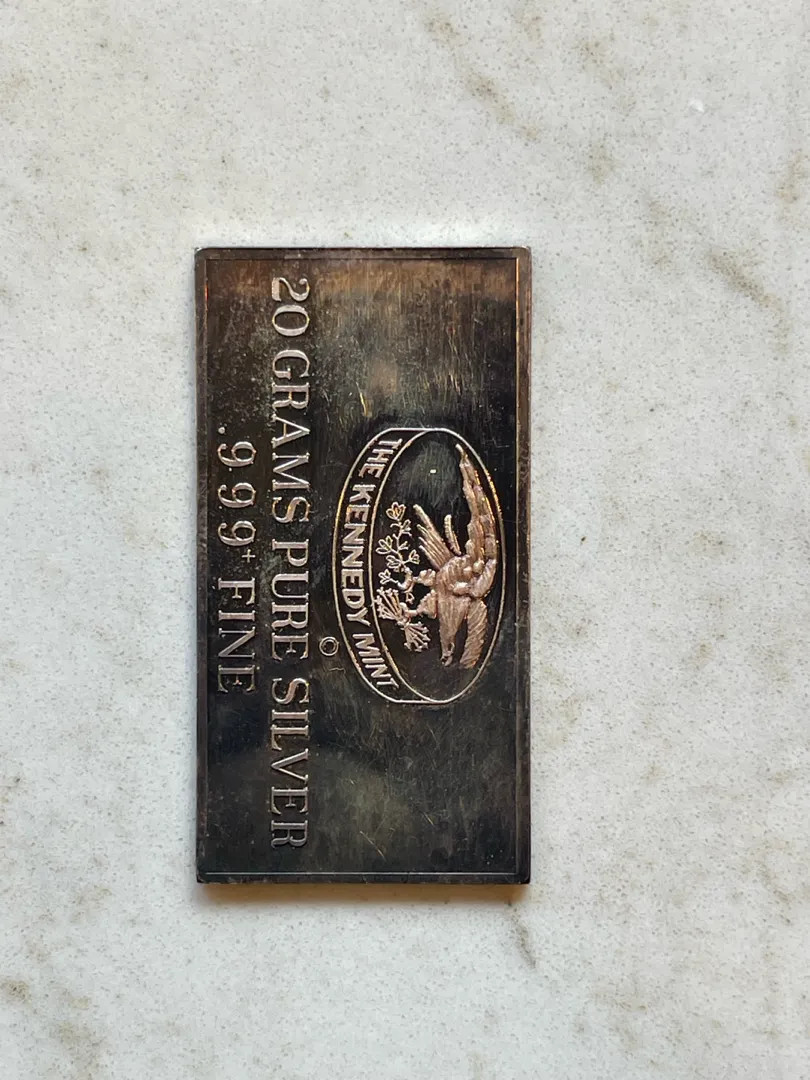 THE KENNEDY MINT
©
20 GRAMS PURE SILVER
.999+ FINE